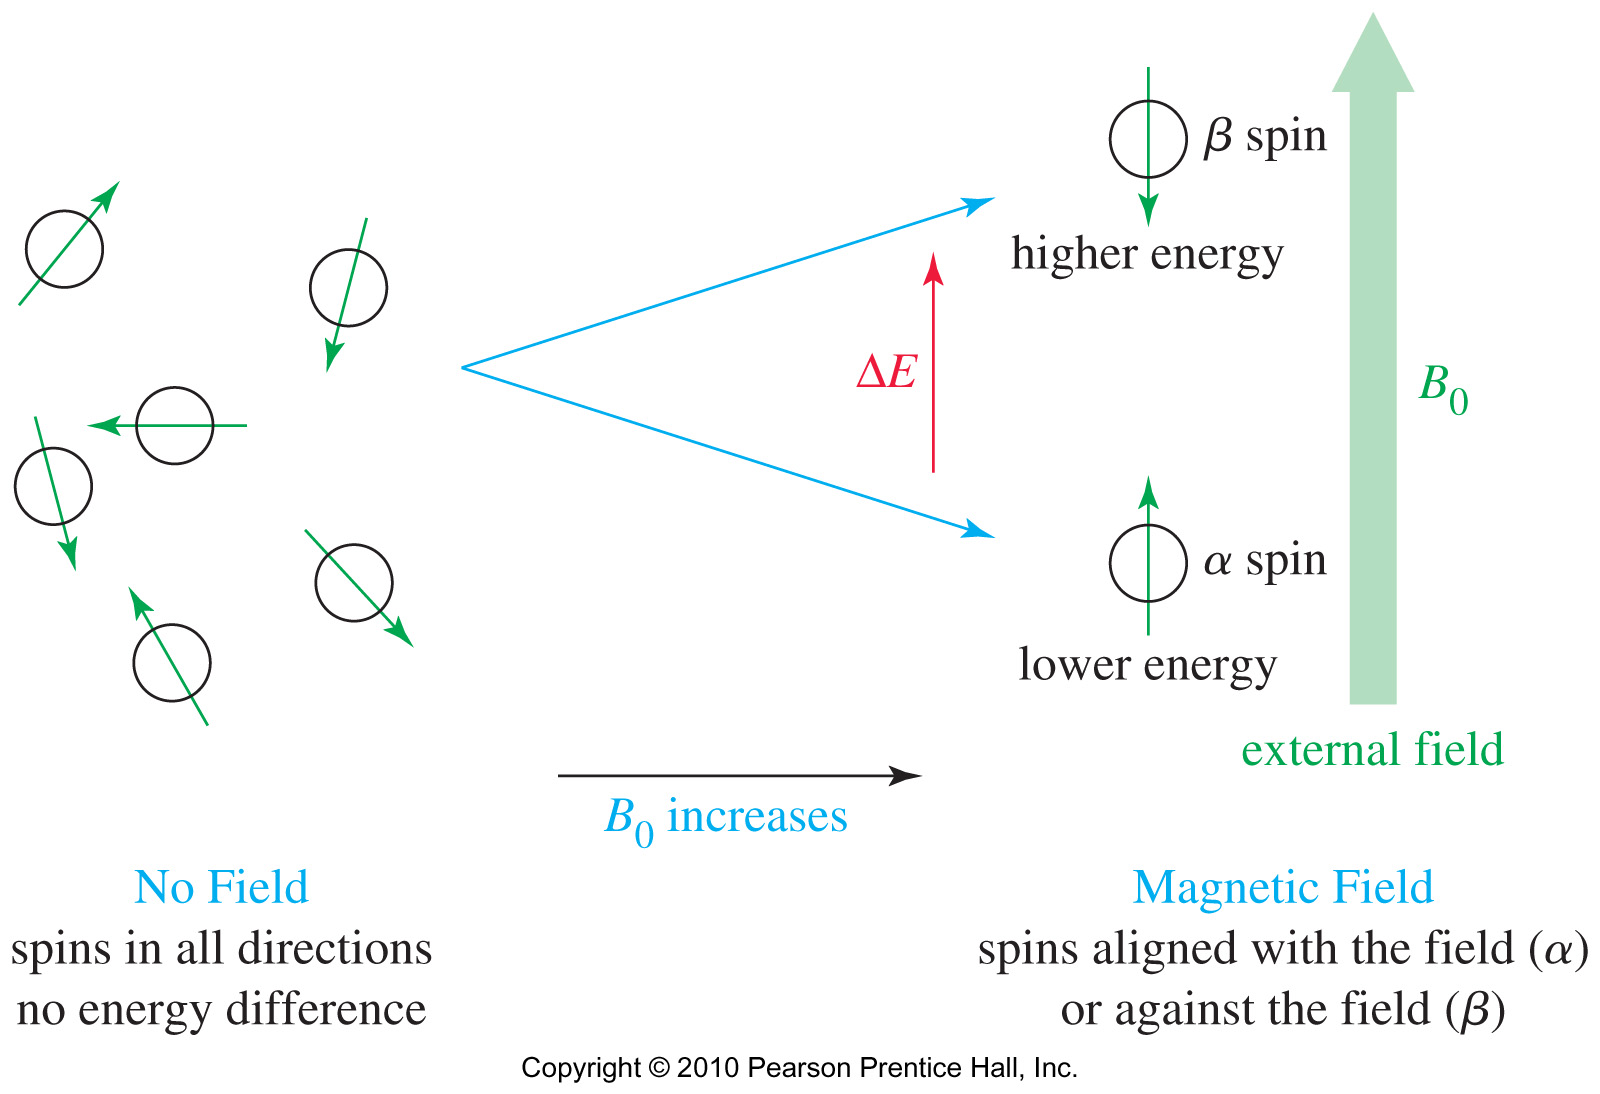 β spin
higher energy
ΔE
B0
α spin
lower energy
external field
B0 increases
No Field
spins in all directions
no energy difference
Magnetic Field
spins aligned with the field (α)
or against the field (β)
Copyright © 2010 Pearson Prentice Hall, Inc.